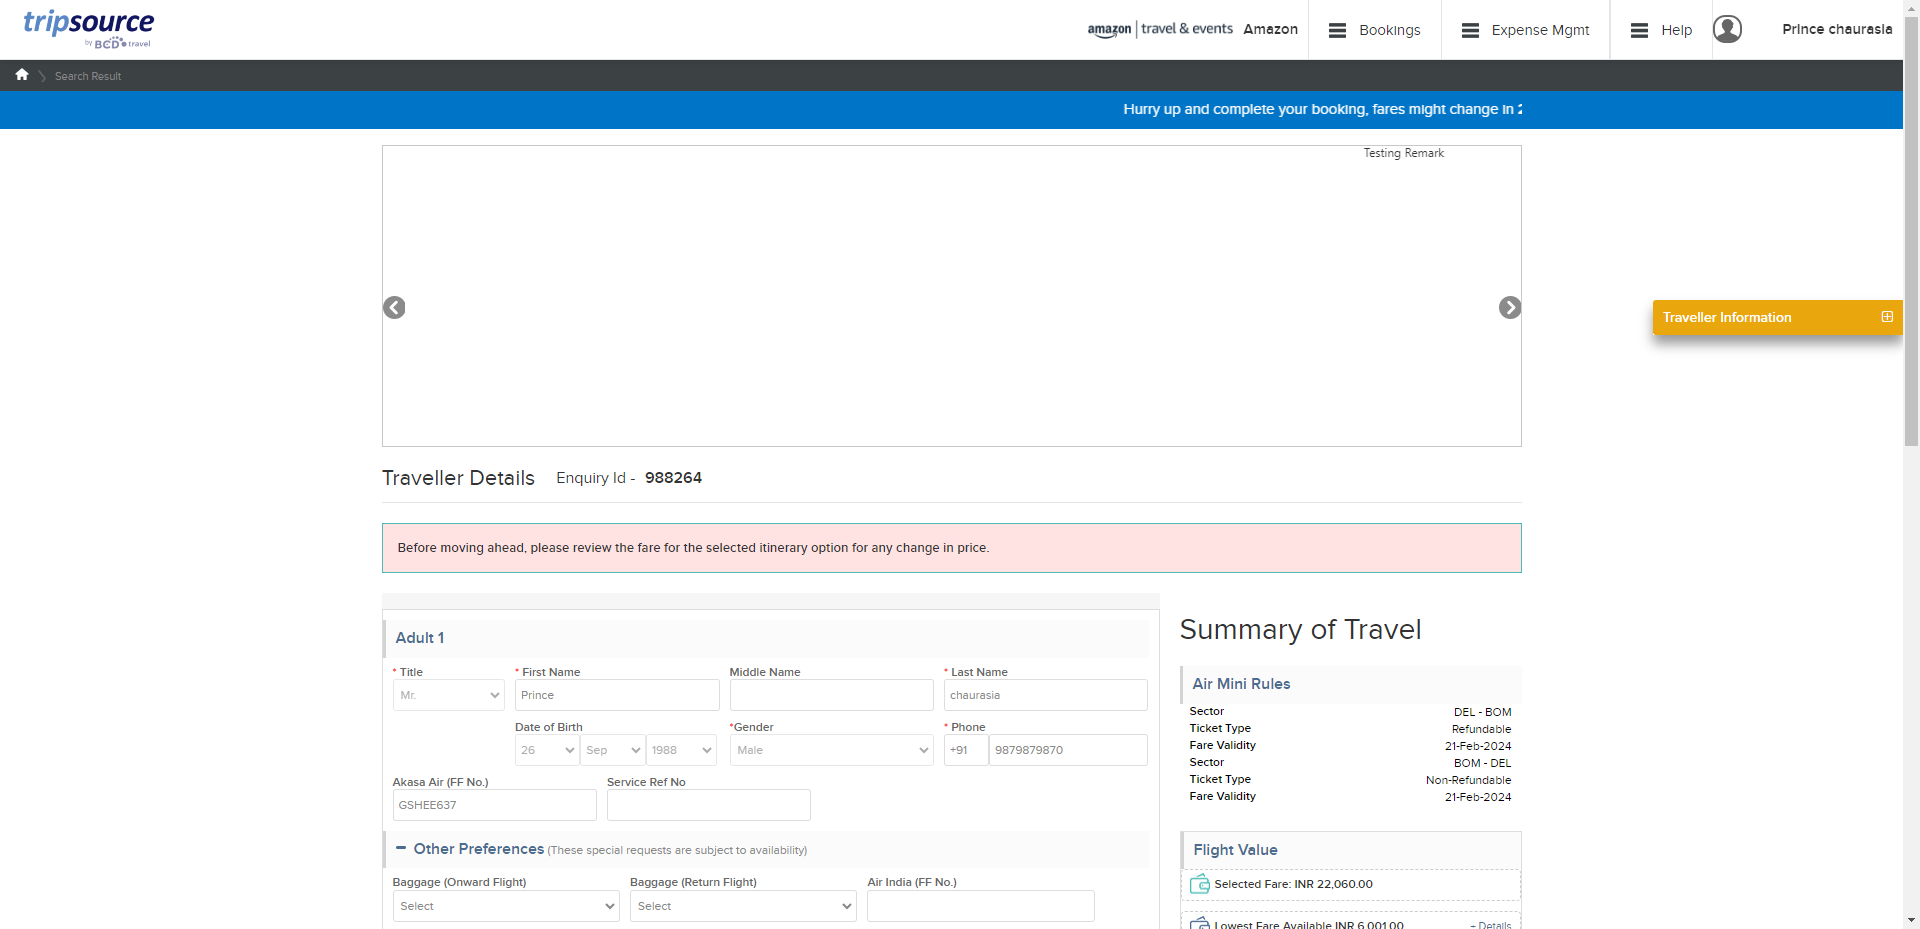 tripsource
by BCD travel
amazon | travel & events Amazon
Bookings
Expense Mgmt
Help
Prince chaurasia
Search Result
Hurry up and complete your booking, fares might change in 2
Testing Remark
Traveller Information
Traveller Details Enquiry Id - 988264
Before moving ahead, please review the fare for the selected itinerary option for any change in price.
Adult 1
* Title * First Name Middle Name * Last Name
Mr. Prince chaurasia
Date of Birth *Gender * Phone
26 Sep 1988 Male +91 9879879870
Akasa Air (FF No.) Service Ref No
GSHEE637
Other Preferences (These special requests are subject to availability)
Baggage (Onward Flight) Baggage (Return Flight) Air India (FF No.)
Select Select
Summary of Travel
Air Mini Rules
Sector DEL - BOM
Ticket Type Refundable
Fare Validity 21-Feb-2024
Sector BOM - DEL
Ticket Type Non-Refundable
Fare Validity 21-Feb-2024
Flight Value
Selected Fare: INR 22,060.00
Lowest Fare Available INR 6,001.00 + Details